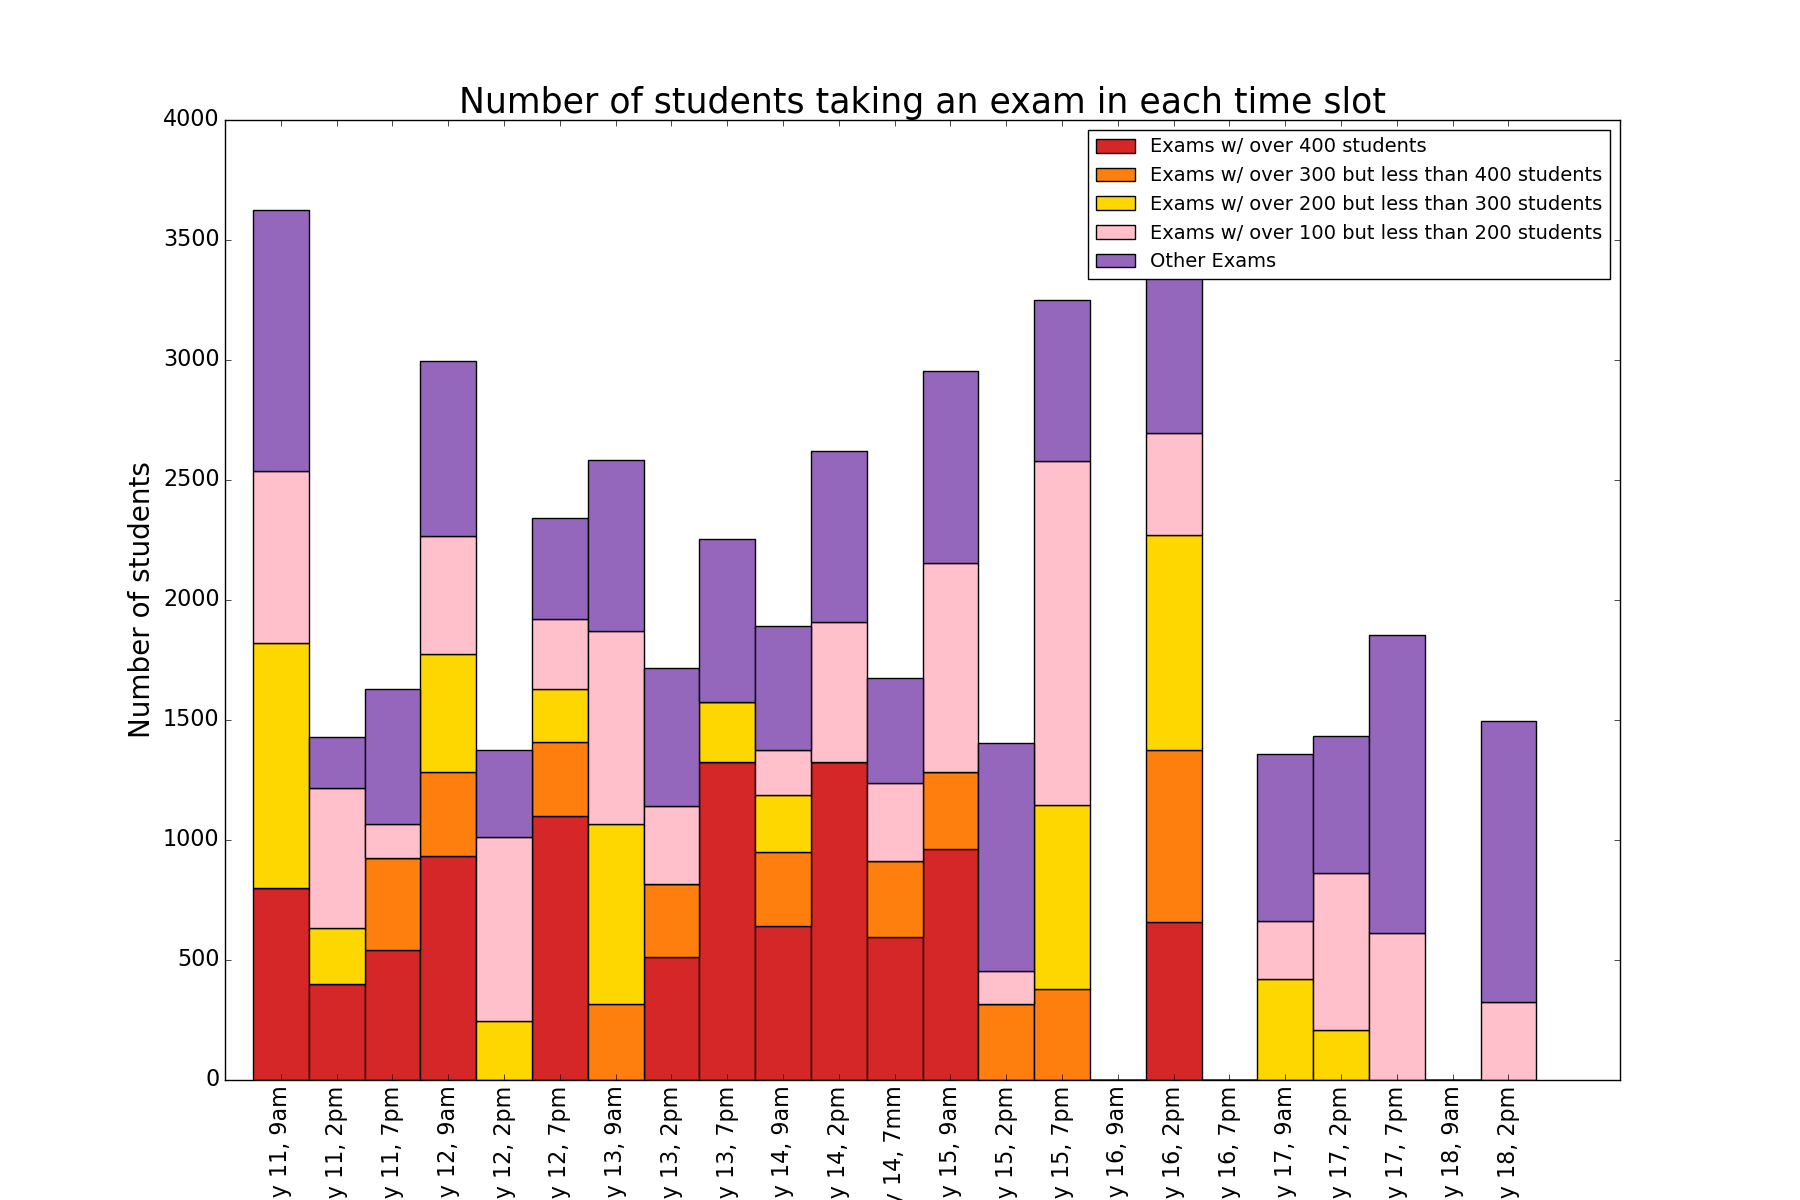 Number of students taking an exam in each time slot
Exams w/ over 400 students
Exams w/ over 300 but less than 400 students
Exams w/ over 200 but less than 300 students
Exams w/ over 100 but less than 200 students
Other Exams
Number of students
4000
3500
3000
2500
2000
1500
1000
500
0
y 11, 9am
y 11, 2pm
y 11, 7pm
y 12, 9am
y 12, 2pm
y 12, 7pm
y 13, 9am
y 13, 2pm
y 13, 7pm
y 14, 9am
y 14, 2pm
y 14, 7mm
y 15, 9am
y 15, 2pm
y 15, 7pm
y 16, 9am
y 16, 2pm
y 16, 7pm
y 17, 9am
y 17, 2pm
y 17, 7pm
y 18, 9am
y 18, 2pm